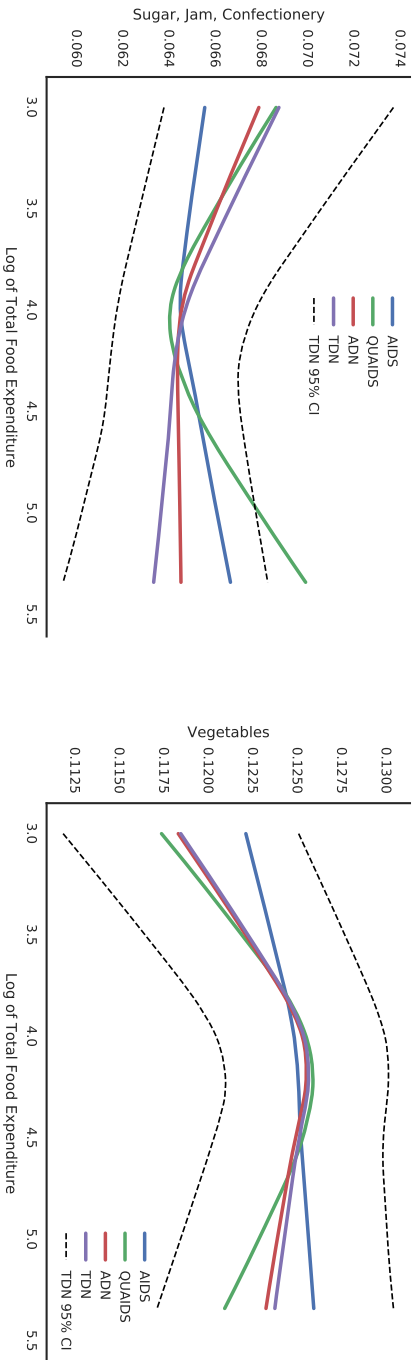 Sugar, Jam, Confectionery
0.074
0.072
0.070
0.068
0.066
0.064
0.062
0.060
3.0 3.5 4.0 4.5 5.0 5.5
Log of Total Food Expenditure
AIDS
QUAIDS
ADN
TDN
TDN 95% CI
Vegetables
0.1300
0.1275
0.1250
0.1225
0.1200
0.1175
0.1150
0.1125
3.0 3.5 4.0 4.5 5.0 5.5
Log of Total Food Expenditure
AIDS
QUAIDS
ADN
TDN
TDN 95% CI